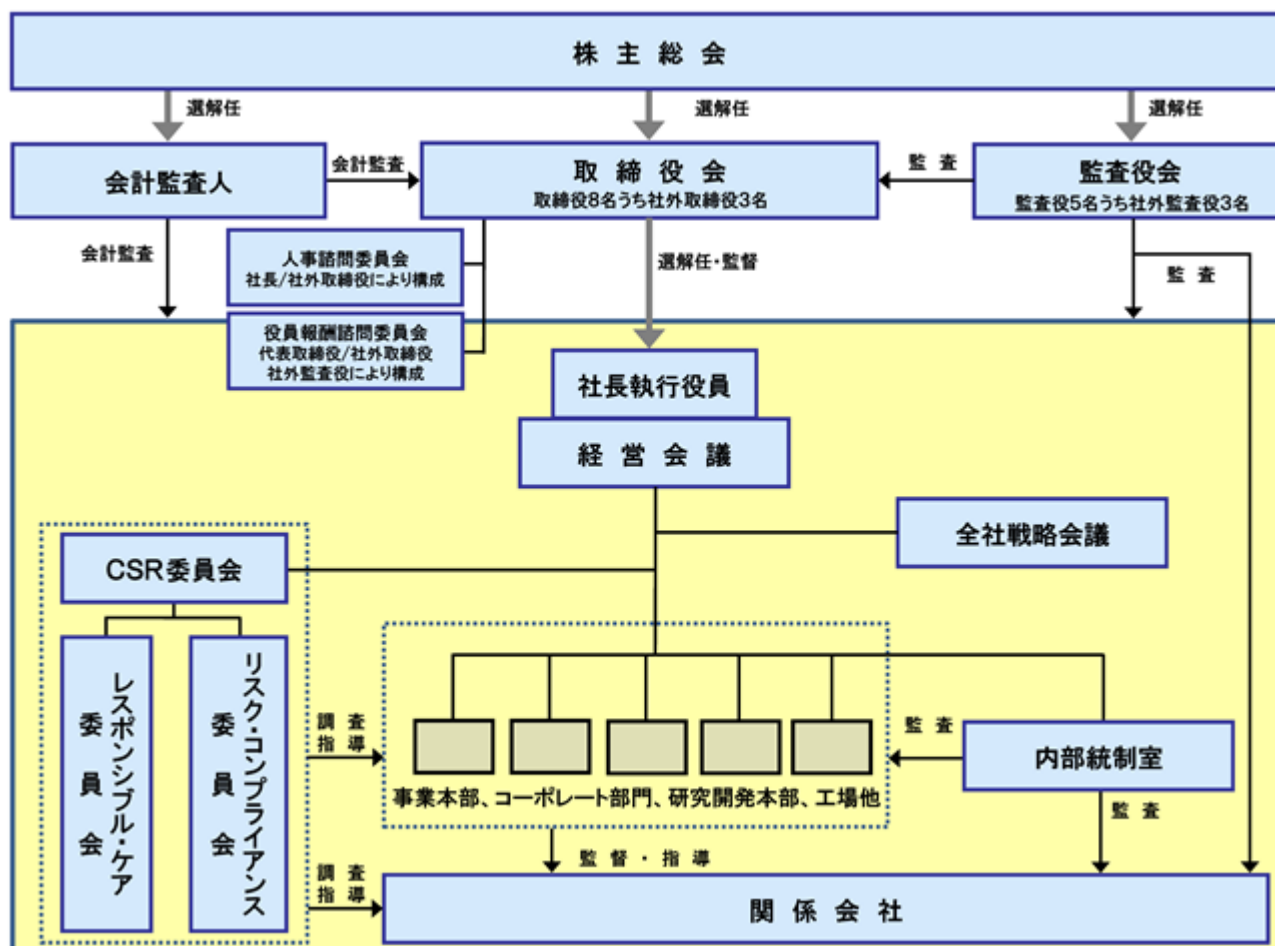 株主総会
選解任
選解任
選解任
会計監査人
会計監査
取締役会
取締役8名うち社外取締役3名
監査
監査役会
監査役5名うち社外監査役3名
会計監査
人事諮問委員会
社長/社外取締役により構成
選解任・監督
監査
役員報酬諮問委員会
代表取締役/社外取締役
社外監査役により構成
社長執行役員
経営会議
全社戦略会議
CSR委員会
レスポンシブル・ケア
委員会
リスク・コンプライアンス
委員会
調査
指導
事業本部、コーポレート部門、研究開発本部、工場他
監査
内部統制室
監査
監督・指導
調査
指導
関係会社